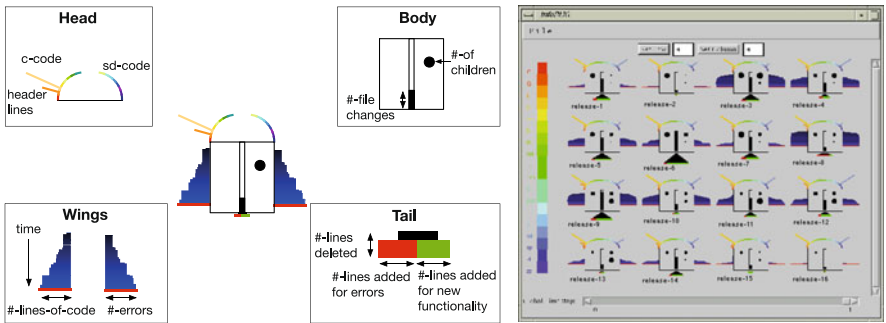 Head
c-code
sd-code
header
lines
Body
#-of
children
#-file
changes
Wings
time
#-lines-of-code
#-errors
Tail
#-lines
deleted
#-lines added
for errors
#-lines added
for new
functionality
File
release-1
release-2
release-3
release-4
release-5
release-6
release-7
release-8
release-9
release-10
release-11
release-12
release-13
release-14
release-15
release-16